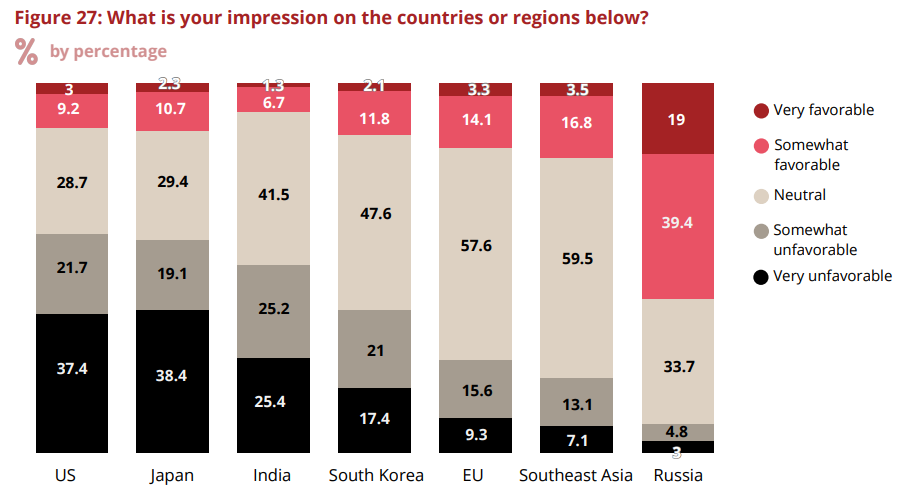 Figure 27: What is your impression on the countries or regions below?
% by percentage
3 2.3 1.3 2.1 3.3 3.5 19
9.2 10.7 6.7 11.8 14.1 16.8 39.4
28.7 29.4 41.5 47.6 57.6 59.5 33.7
21.7 19.1 25.2 21 15.6 13.1 4.8
37.4 38.4 25.4 17.4 9.3 7.1 3
US Japan India South Korea EU Southeast Asia Russia
Very favorable
Somewhat
favorable
Neutral
Somewhat
unfavorable
Very unfavorable